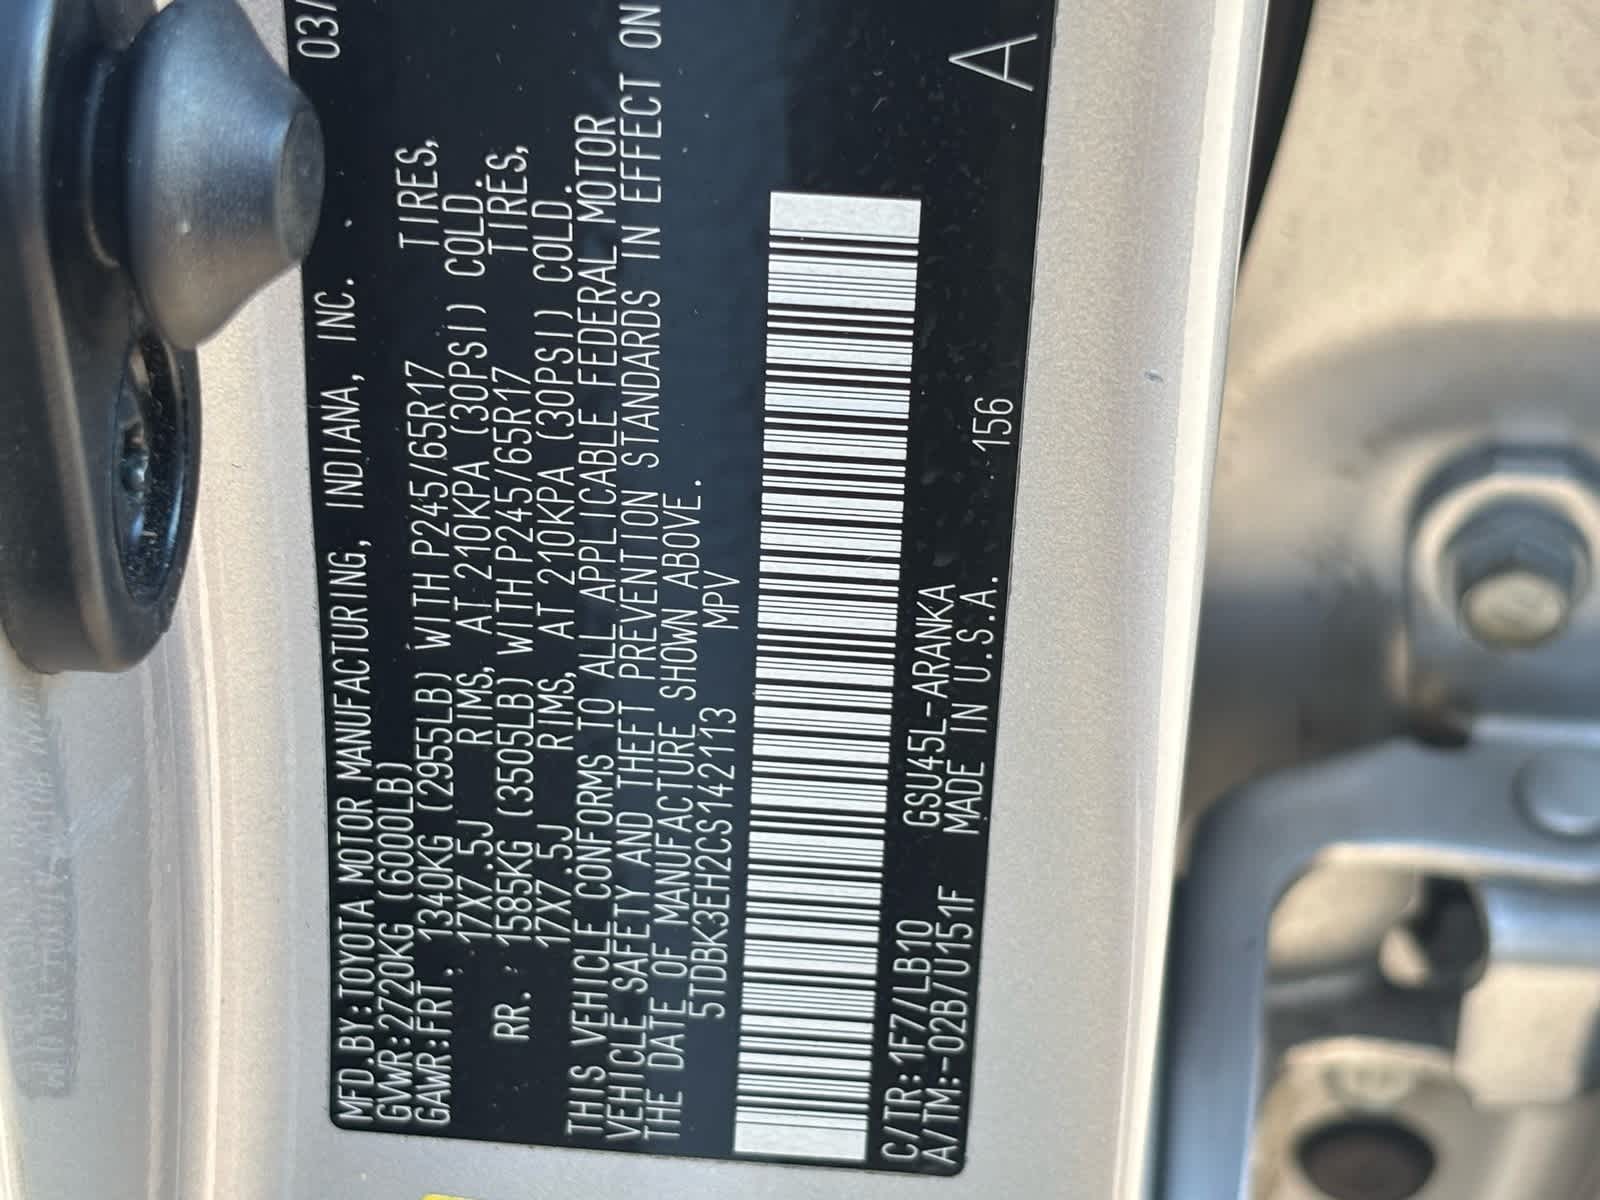 03/
MFD.BY:TOYOTA MOTOR MANUFACTURING, INDIANA, INC.
GVWR:2720KG (6000LB)
GAWR:FRT. 1340KG (2955LB) WITH P245/65R17 TIRES,
17X7.5J RIMS, AT 210KPA (30PSI) COLD.
RR. : 1585KG (3505LB) WITH P245/65R17 TIRES,
17X7.5J RIMS, AT 210KPA (30PSI) COLD.
THIS VEHICLE CONFORMS TO ALL APPLICABLE FEDERAL MOTOR
VEHICLE SAFETY AND THEFT PREVENTION STANDARDS IN EFFECT ON
THE DATE OF MANUFACTURE SHOWN ABOVE.
5TDBK3EH2CS142113 MPV
C/TR:1F7/LB10 GSU45L-ARANKA
A/TM:-02B/U151F MADE IN U.S.A. 156 A